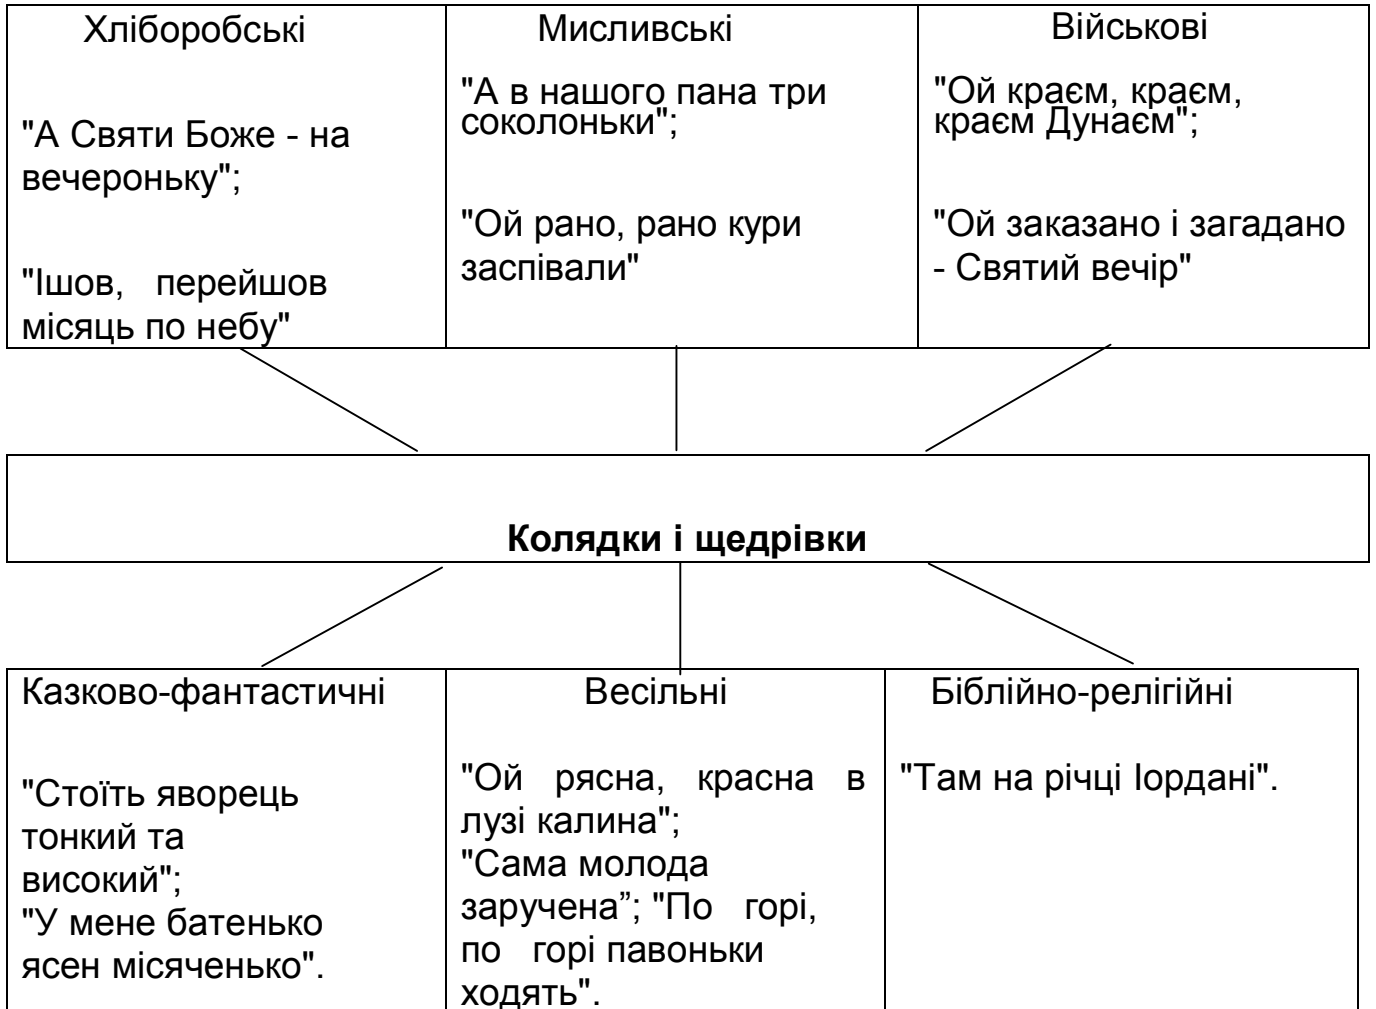 Хліборобські
"А Святи Боже - на
вечероньку";
"Ішов, перейшов
місяць по небу"
Мисливські
"А в нашого пана три
соколоньки";
"Ой рано, рано кури
заспівали"
Військові
"Ой краєм, краєм,
краєм Дунаєм";
"Ой заказано і загадано
- Святий вечір"
Колядки і щедрівки
Казково-фантастичні
"Стоїть яворець
тонкий та
високий";
"У мене батенько
ясен місяченько".
Весільні
"Ой рясна, красна в
лузі калина";
"Сама молода
заручена”; "По горі,
по горі павоньки
ходять".
Біблійно-релігійні
"Там на річці Іордані".